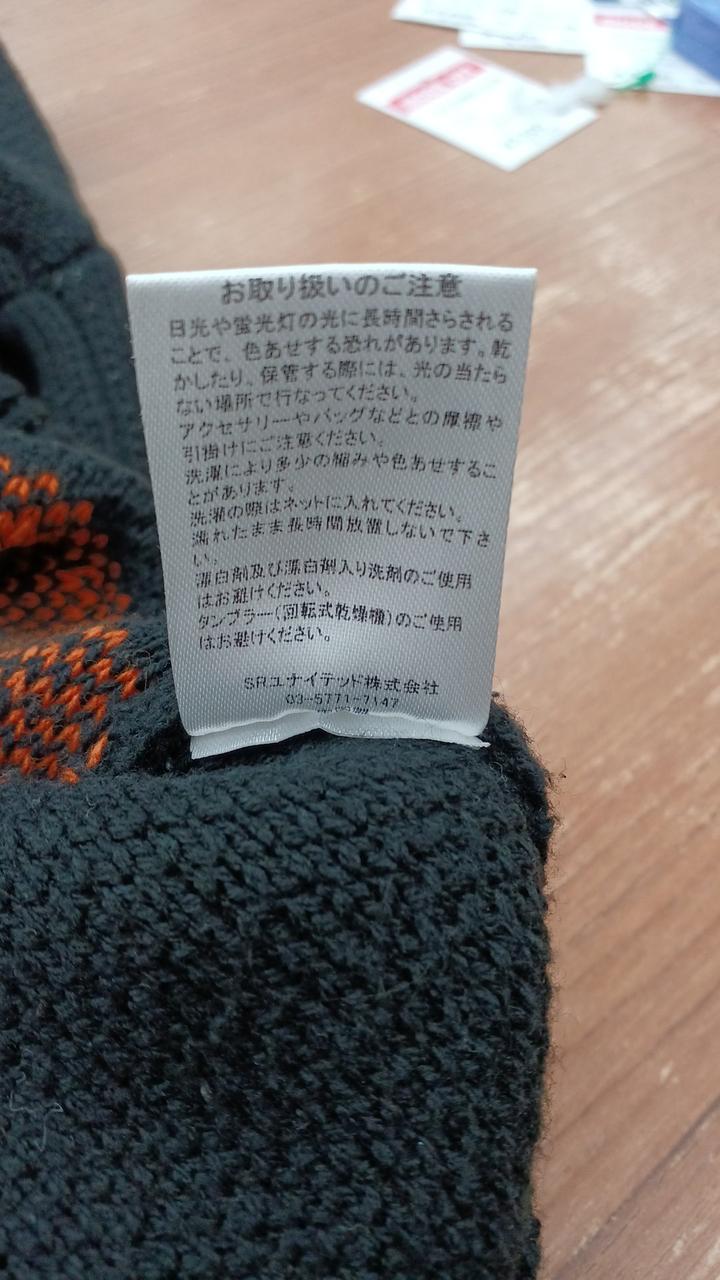 お取り扱いのご注意
日光や蛍光灯の光に長時間さらされる
ことで、色あせする恐れがあります。乾
かしたり、保管する際には、光の当たら
ない場所で行なってください。
アクセサリーやバッグなどとの摩擦や
引掛けにご注意ください。
洗濯により多少の縮みや色あせするこ
とがあります。
洗濯の際はネットに入れてください。
濡れたまま長時間放置しないで下さ
い。
漂白剤及び漂白剤入り洗剤のご使用
はお避けください。
タンブラー(回転式乾燥機)のご使用
はお避けください。
SRユナイテッド株式会社
03-5771-7147